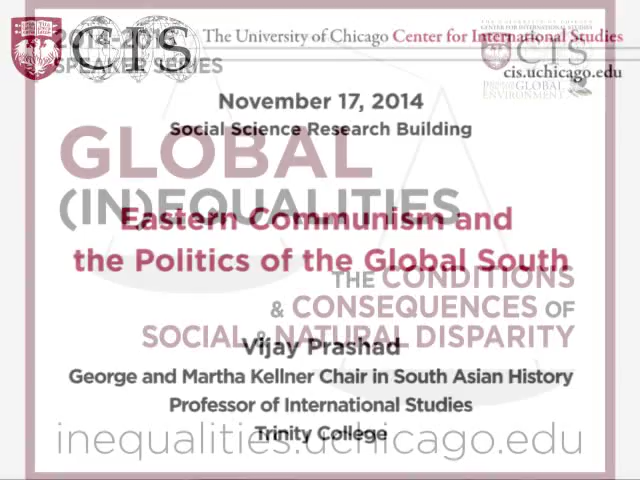 2014-2015
SPEAKER SERIES
CIS
The University of Chicago Center for International Studies
CIS
cis.uchicago.edu
GLOBAL
ENVIRONMENT
November 17, 2014
Social Science Research Building
GLOBAL
(IN)EQUALITIES
Eastern Communism and
the Politics of the Global South
THE CONDITIONS
& CONSEQUENCES OF
SOCIAL & NATURAL DISPARITY
Vijay Prashad
George and Martha Kellner Chair in South Asian History
Professor of International Studies
Trinity College
inequalities.uchicago.edu